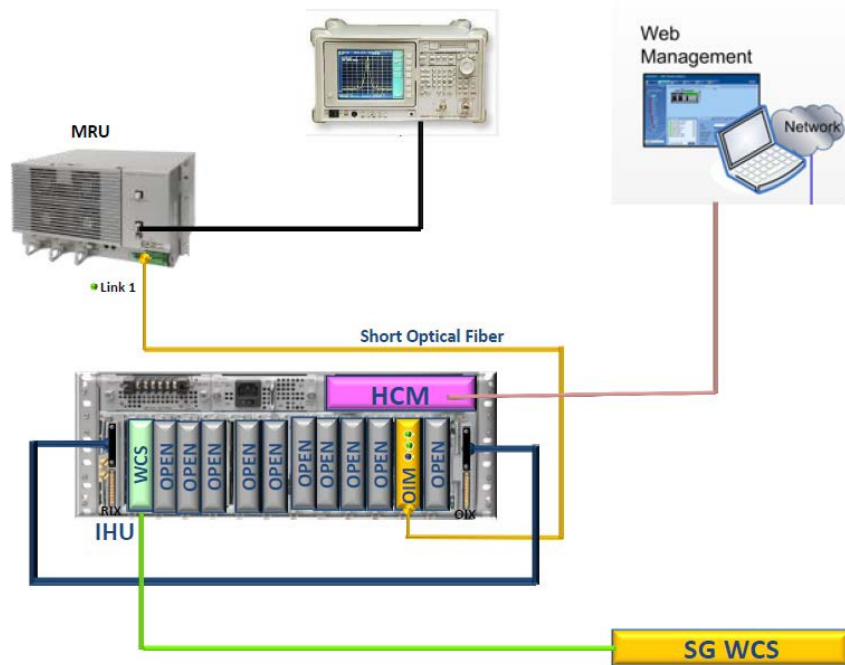 Web
Management
Network
MRU
Link 1
Short Optical Fiber
HCM
WCS
OPEN
OPEN
OPEN
OPEN
OPEN
OPEN
OPEN
OPEN
OPEN
OIM
OPEN
RIX
OIX
IHU
SG WCS